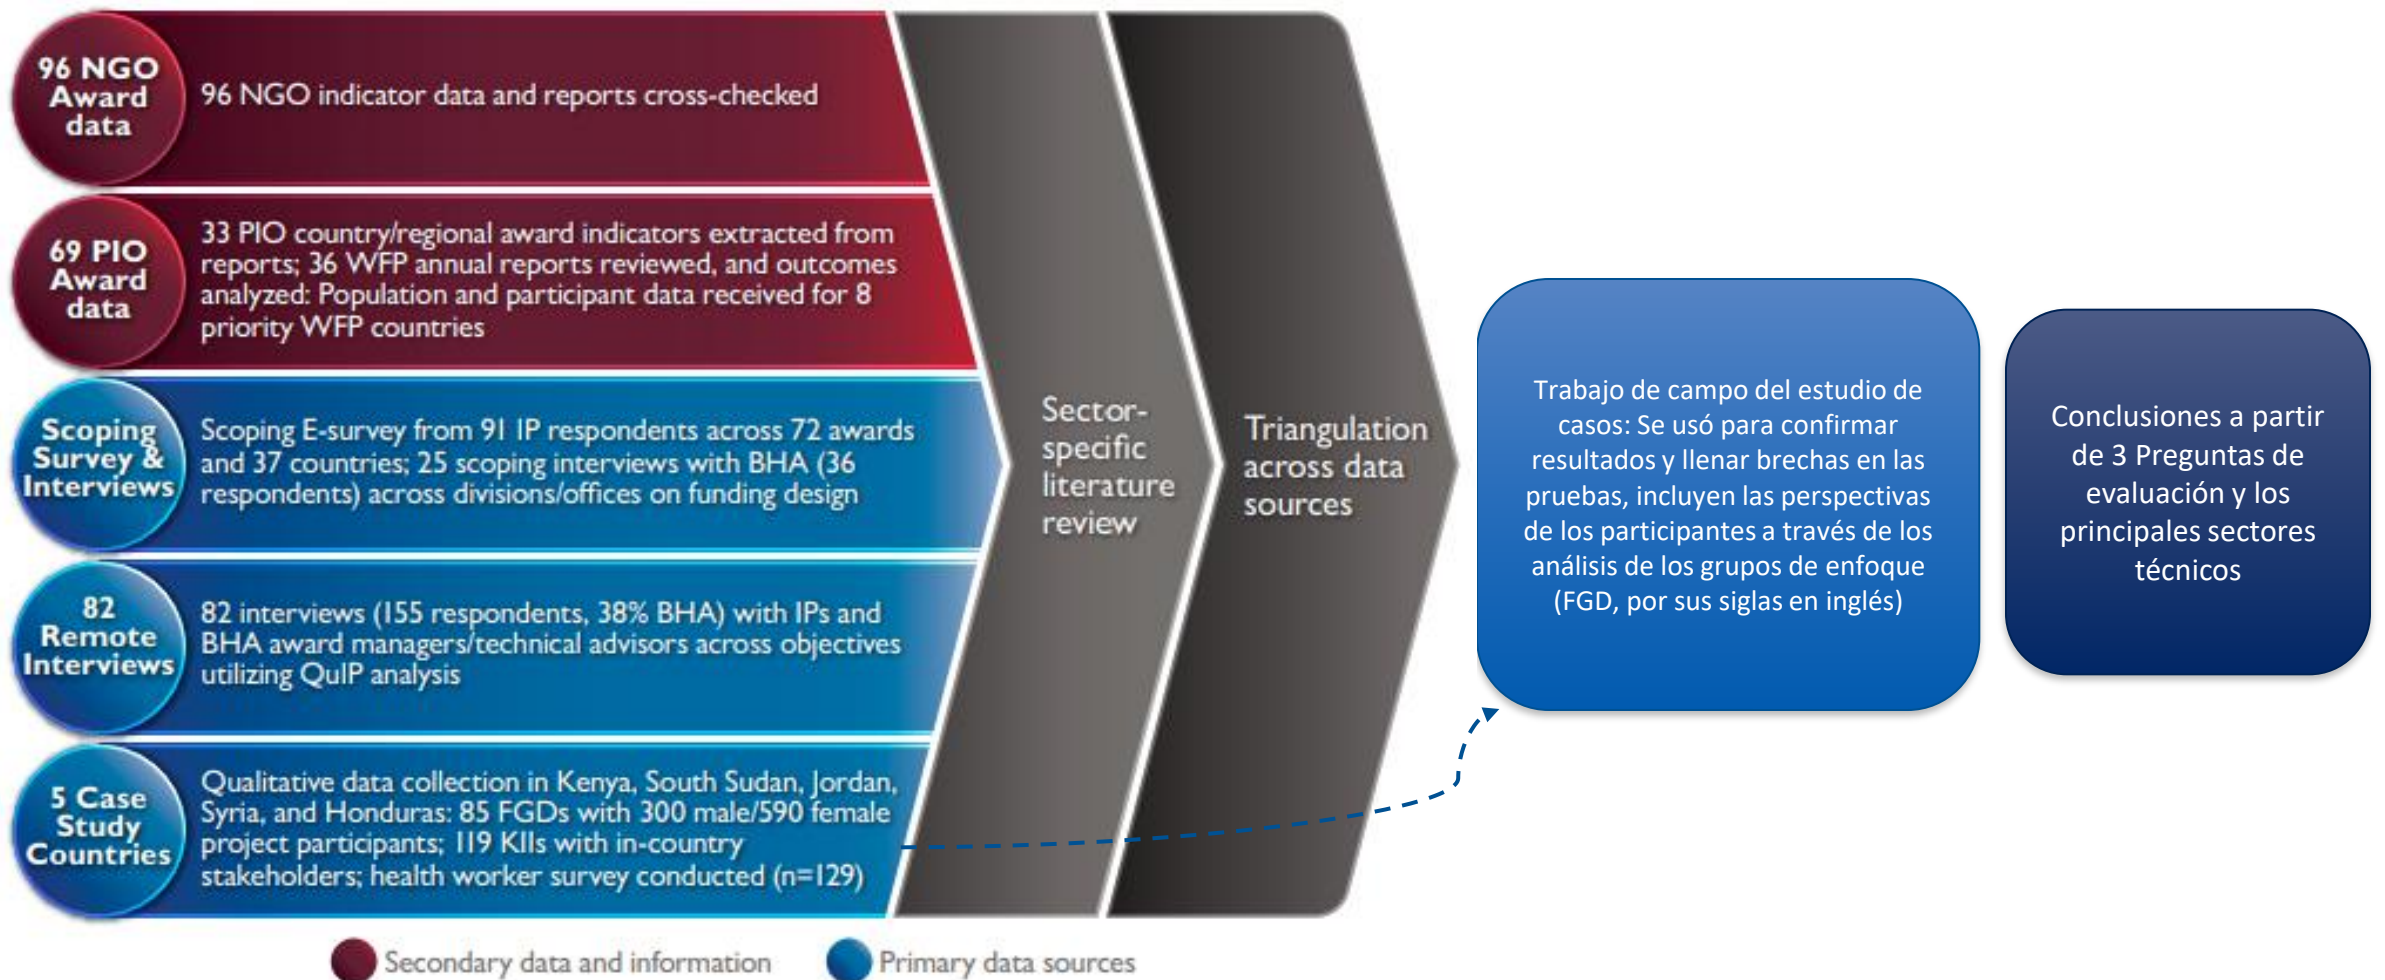 96 NGO
Award
data
96 NGO indicator data and reports cross-checked
69 PIO
Award
data
33 PIO country/regional award indicators extracted from
reports; 36 WFP annual reports reviewed, and outcomes
analyzed: Population and participant data received for 8
priority WFP countries
Scoping
Survey &
Interviews
Scoping E-survey from 91 IP respondents across 72 awards
and 37 countries; 25 scoping interviews with BHA (36
respondents) across divisions/offices on funding design
82
Remote
Interviews
82 interviews (155 respondents, 38% BHA) with IPs and
BHA award managers/technical advisors across objectives
utilizing QuIP analysis
5 Case
Study
Countries
Qualitative data collection in Kenya, South Sudan, Jordan,
Syria, and Honduras: 85 FGDs with 300 male/590 female
project participants; 119 KIIs with in-country
stakeholders; health worker survey conducted (n=129)
Sector-
specific
literature
review
Triangulation
across data
sources
Trabajo de campo del estudio de
casos: Se usó para confirmar
resultados y llenar brechas en las
pruebas, incluyen las perspectivas
de los participantes a través de los
análisis de los grupos de enfoque
(FGD, por sus siglas en inglés)
Conclusiones a partir
de 3 Preguntas de
evaluación y los
principales sectores
técnicos
Secondary data and information
Primary data sources